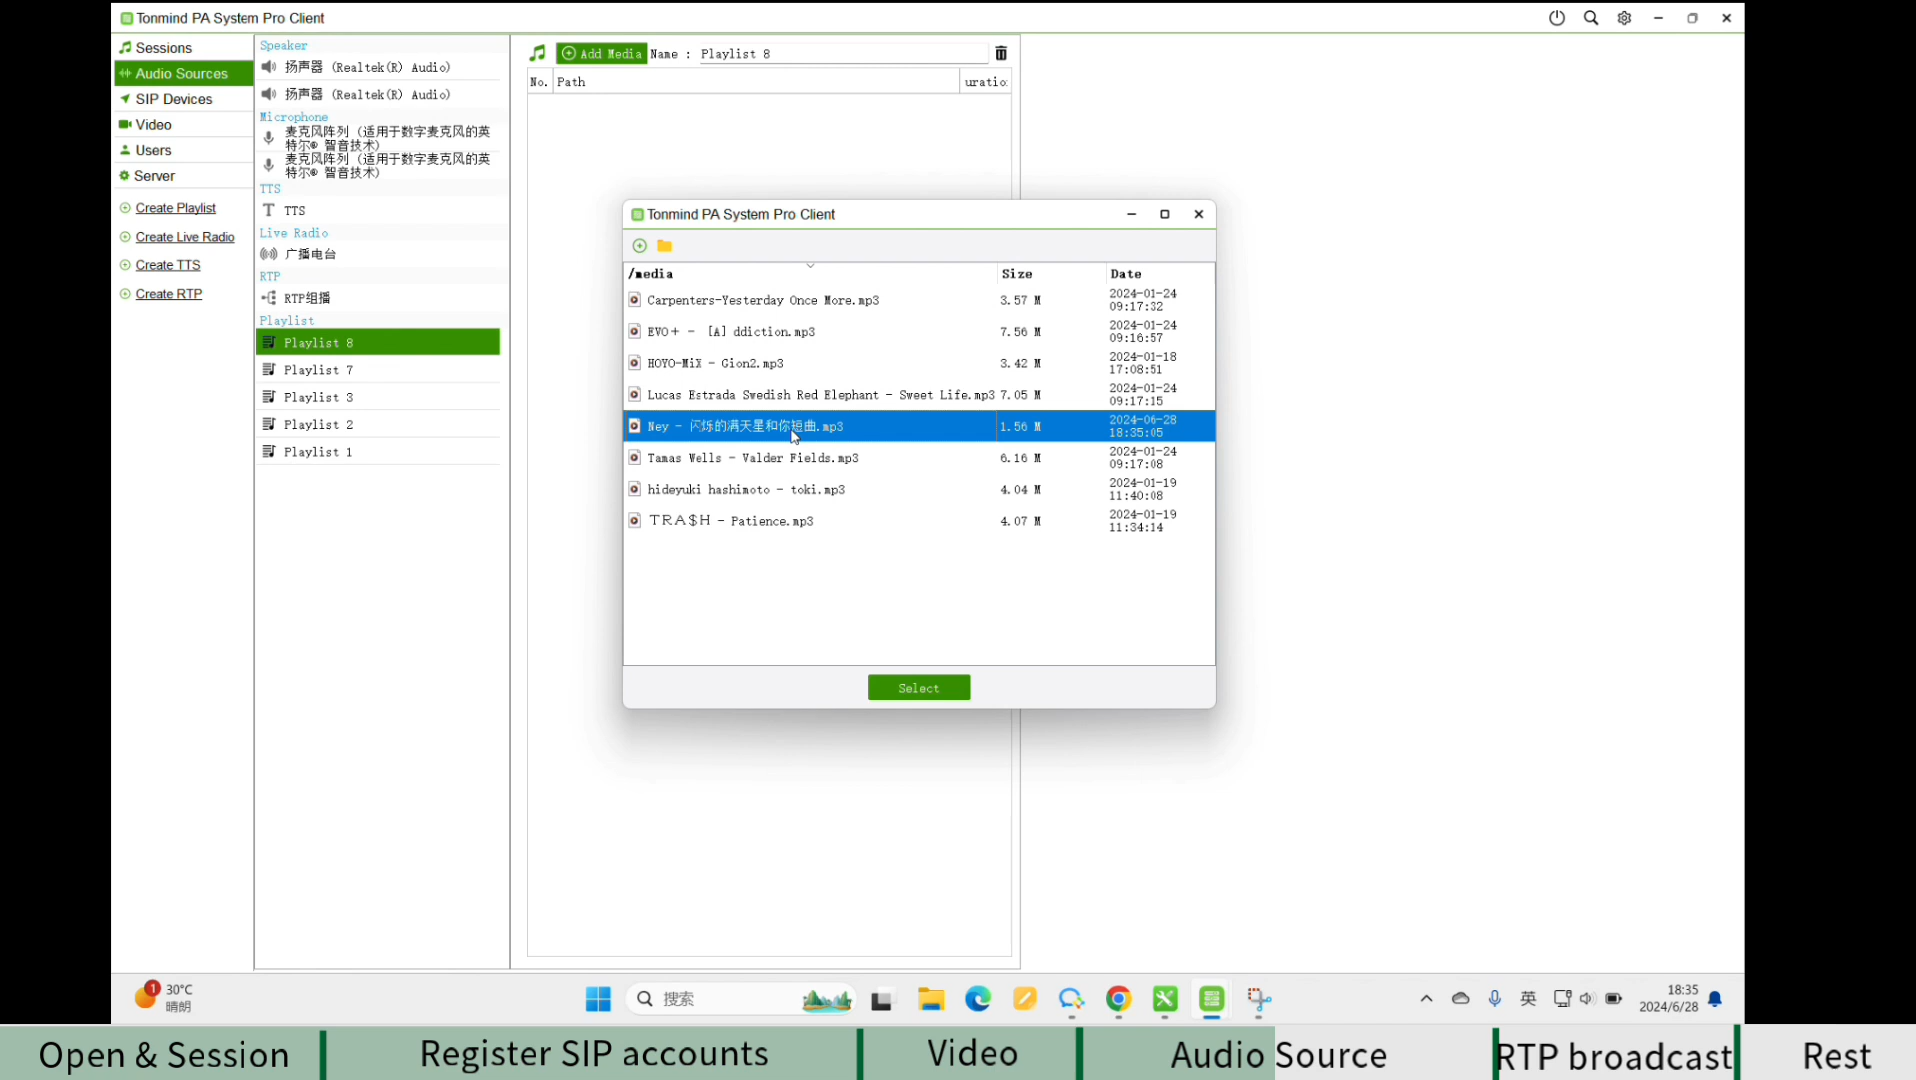 Tonmind PA System Pro Client
Sessions
Audio Sources
SIP Devices
Video
Users
Server
Create Playlist
Create Live Radio
Create TTS
Create RTP
Speaker
扬声器 (Realtek(R) Audio)
扬声器 (Realtek(R) Audio)
Microphone
麦克风阵列 (适用于数字麦克风的英
特尔® 智音技术)
麦克风阵列 (适用于数字麦克风的英
特尔® 智音技术)
TTS
TTS
Live Radio
广播电台
RTP
RTP组播
Playlist
Playlist 8
Playlist 7
Playlist 3
Playlist 2
Playlist 1
Add Media Name : Playlist 8
No. Path uratio
Tonmind PA System Pro Client
/media Size Date
Carpenters-Yesterday Once More.mp3 3.57 M 2024-01-24 09:17:32
EVO+ - [A] ddiction.mp3 7.56 M 2024-01-24 09:16:57
HOYO-MiX - Gion2.mp3 3.42 M 2024-01-18 17:08:51
Lucas Estrada Swedish Red Elephant - Sweet Life.mp3 7.05 M 2024-01-24 09:17:15
Ney - 闪烁的满天星和你短曲.mp3 1.56 M 2024-06-28 18:35:05
Tamas Wells - Valder Fields.mp3 6.16 M 2024-01-24 09:17:08
hideyuki hashimoto - toki.mp3 4.04 M 2024-01-19 11:40:08
TRA$H - Patience.mp3 4.07 M 2024-01-19 11:34:14
Select
1
30°C
晴朗
搜索
英
18:35
2024/6/28
Open & Session
Register SIP accounts
Video
Audio Source
RTP broadcast
Rest